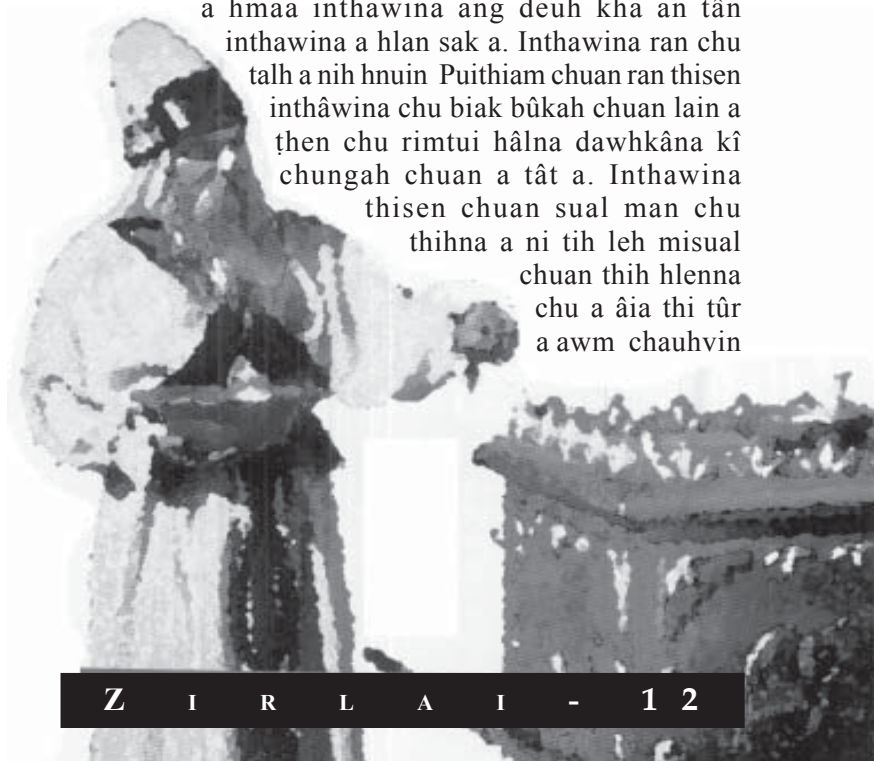 a hmaa inthawina ang deuh kha an tân
inthawina a hlan sak a. Inthawina ran chu
talh a nih hnuin Puithiam chuan ran thisen
inthâwina chu biak bûkah chuan lain a
ṭhen chu rimtui hâlna dawhkâna kî
chungah chuan a tât a. Inthawina
thisen chuan sual man chu
thihna a ni tih leh misual
chuan thih hlenna
chu a âia thi tûr
a awm chauhvin
ZIRLAI-12